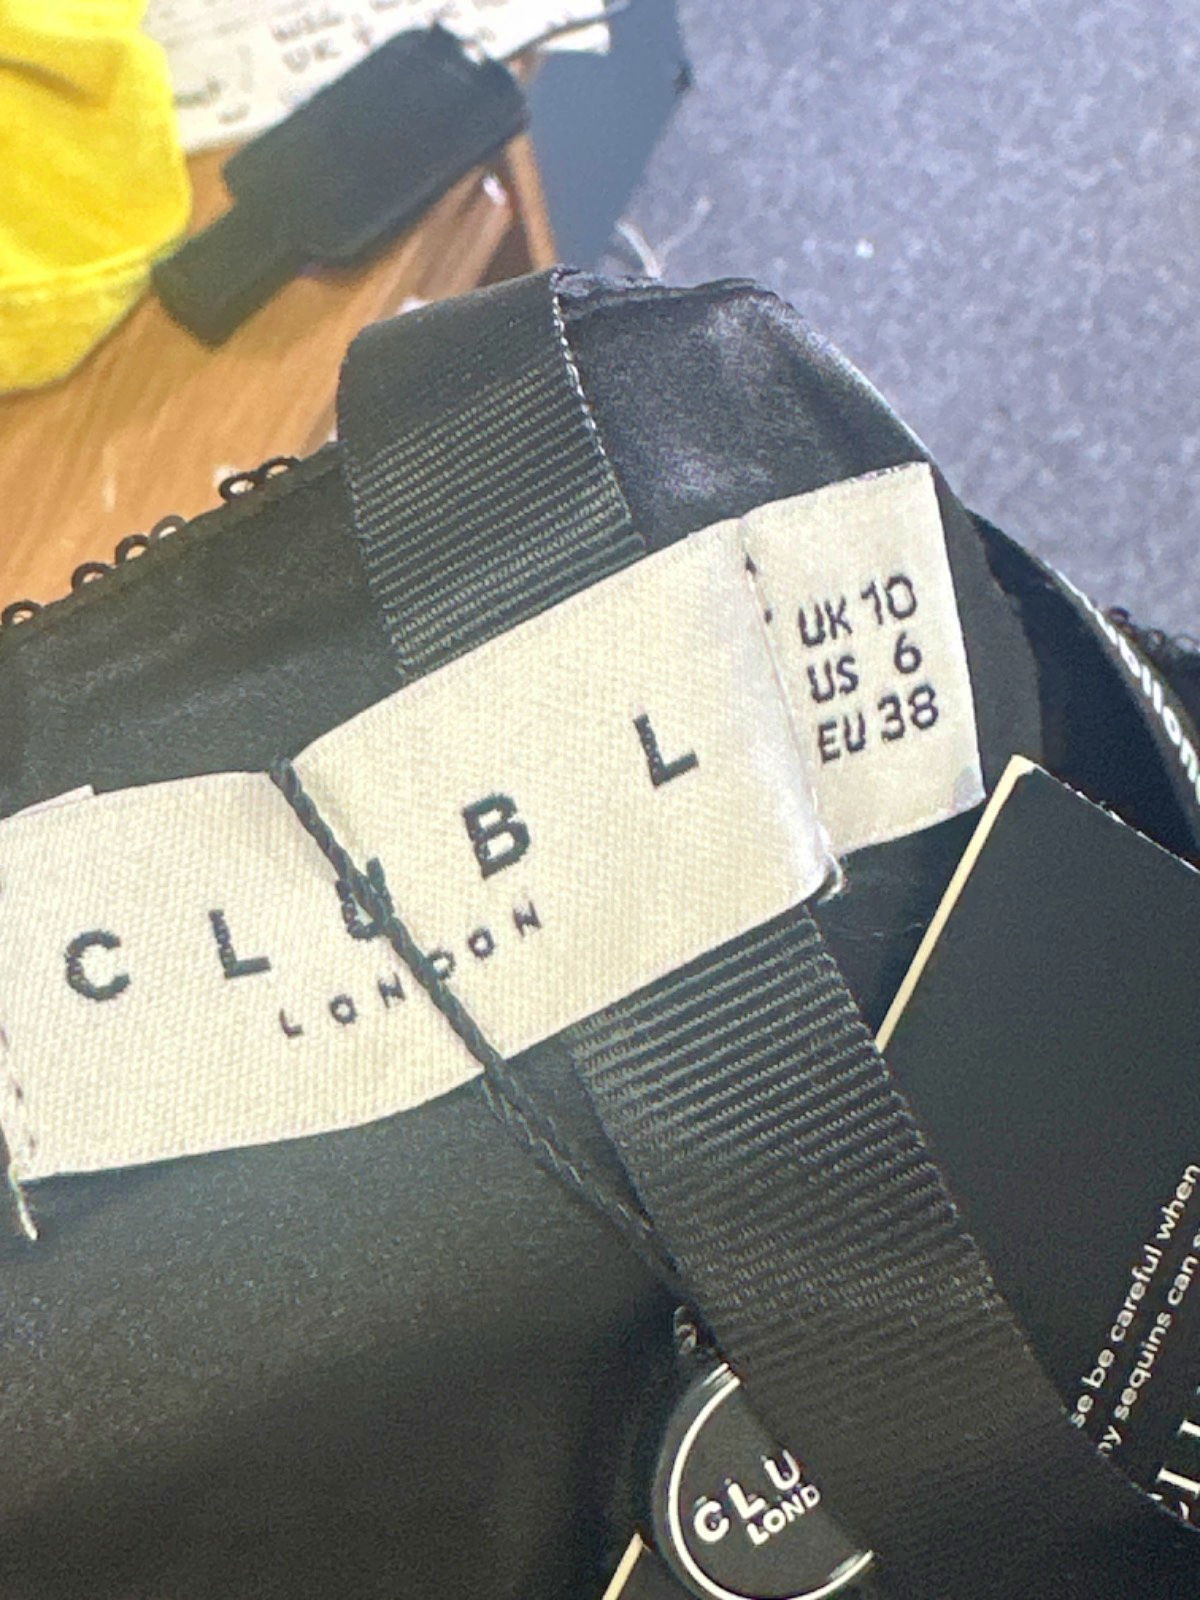 UK 10
US 6
EU 38
C L U B L
LONDON
se be careful when
ny sequins can
CLU
LOND